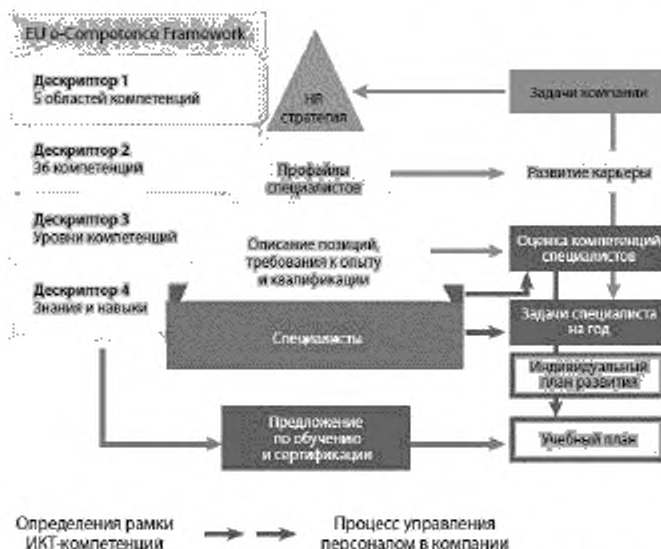 EU e-Competence Framework
Дескриптор 1
5 областей компетенций
Дескриптор 2
36 компетенций
Дескриптор 3
Уровни компетенций
Дескриптор 4
Знания и навыки
HR
стратегия
Профайлы
специалистов
Описание позиций,
требования к опыту
и квалификации
Специалисты
Предложение
по обучению
и сертификации
Задачи компании
Развитие карьеры
Оценка компетенций
специалистов
Задачи специалиста
на год
Индивидуальный
план развития
Учебный план
Определения рамки
ИКТ-компетенций
Процесс управления
персоналом в компании